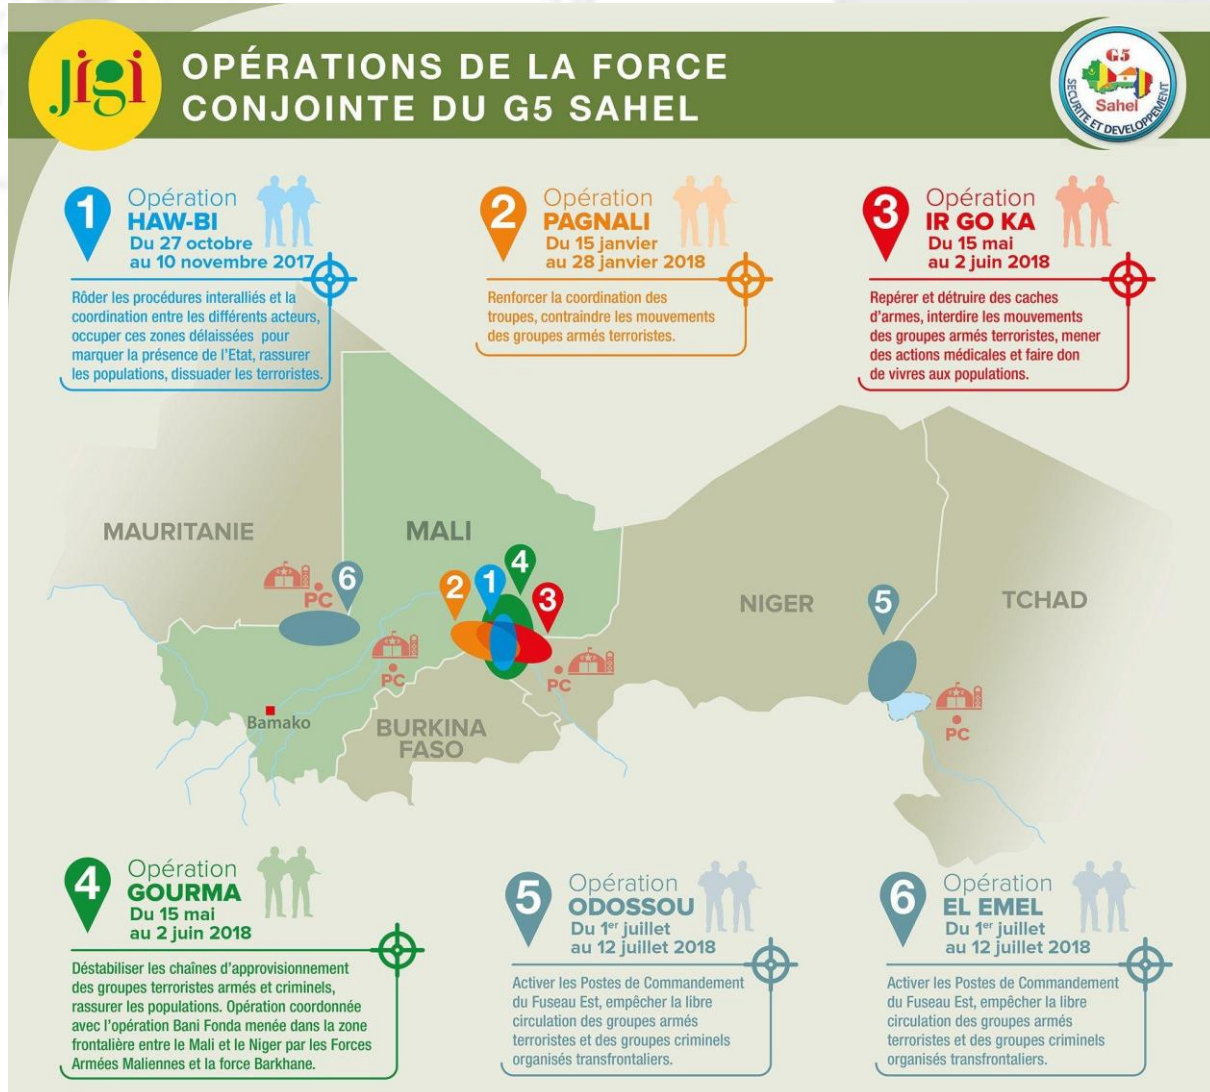 jigi
OPÉRATIONS DE LA FORCE
CONJOINTE DU G5 SAHEL
G5
Sahel
SECURITE ET DEVELOPPEMENT
1
Opération
HAW-BI
Du 27 octobre
au 10 novembre 2017
Rôder les procédures interalliés et la
coordination entre les différents acteurs,
occuper ces zones délaissées pour
marquer la présence de l'Etat, rassurer
les populations, dissuader les terroristes.
2
Opération
PAGNALI
Du 15 janvier
au 28 janvier 2018
Renforcer la coordination des
troupes, contraindre les mouvements
des groupes armés terroristes.
3
Opération
IR GO KA
Du 15 mai
au 2 juin 2018
Repérer et détruire des caches
d'armes, interdire les mouvements
des groupes armés terroristes, mener
des actions médicales et faire don
de vivres aux populations.
MAURITANIE
MALI
NIGER
TCHAD
BURKINA
FASO
Bamako
6
PC
PC
2
1
4
3
PC
5
PC
4
Opération
GOURMA
Du 15 mai
au 2 juin 2018
Déstabiliser les chaînes d'approvisionnement
des groupes terroristes armés et criminels,
rassurer les populations. Opération coordonnée
avec l'opération Bani Fonda menée dans la zone
frontalière entre le Mali et le Niger par les Forces
Armées Maliennes et la force Barkhane.
5
Opération
ODOSSOU
Du 1er juillet
au 12 juillet 2018
Activer les Postes de Commandement
du Fuseau Est, empêcher la libre
circulation des groupes armés
terroristes et des groupes criminels
organisés transfrontaliers.
6
Opération
EL EMEL
Du 1er juillet
au 12 juillet 2018
Activer les Postes de Commandement
du Fuseau Est, empêcher la libre
circulation des groupes armés
terroristes et des groupes criminels
organisés transfrontaliers.